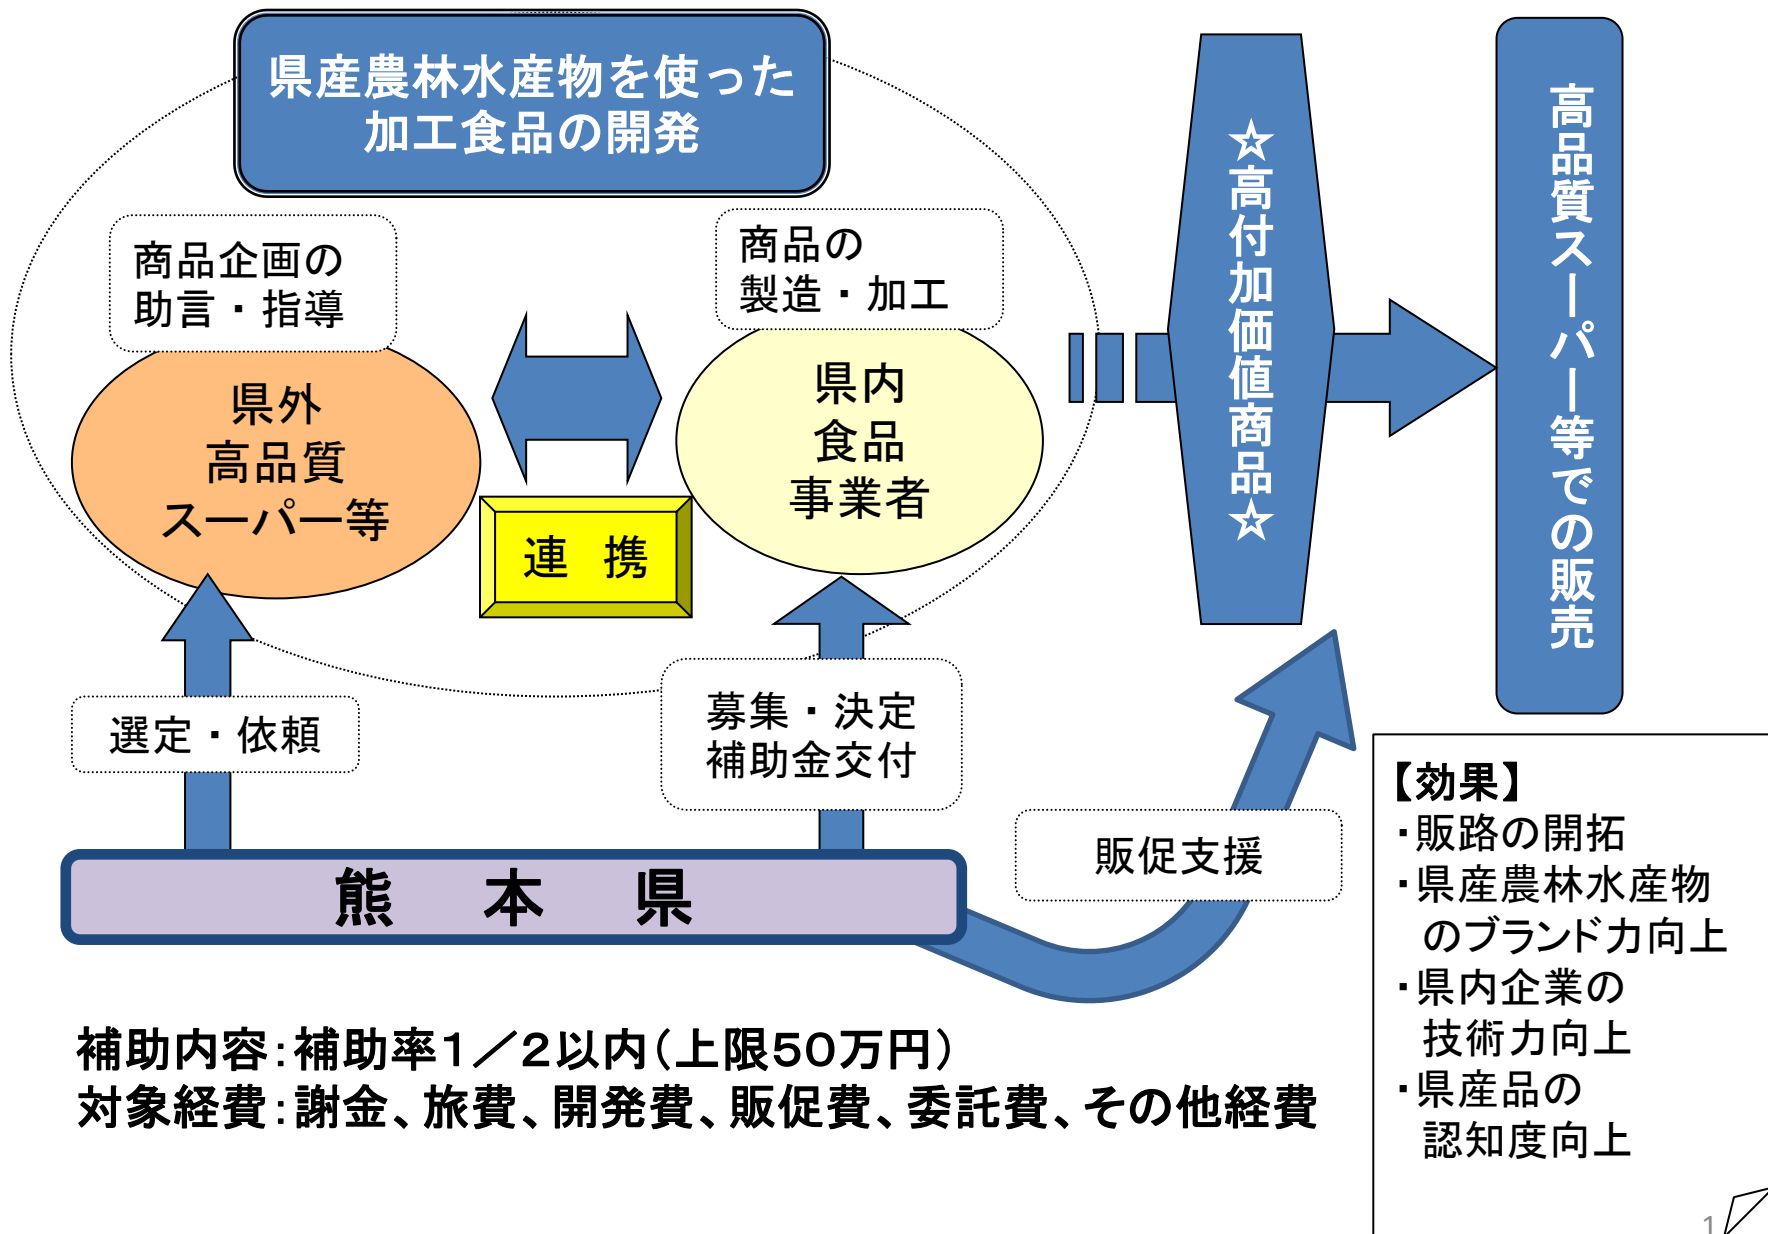 県産農林水産物を使った
加工食品の開発
商品企画の
助言・指導
商品の
製造・加工
県外
高品質
スーパー等
県内
食品
事業者
連 携
☆高付加価値商品☆
高品質スーパー等での販売
選定・依頼
募集・決定
補助金交付
販促支援
熊 本 県
【効果】
・販路の開拓
・県産農林水産物
のブランド力向上
・県内企業の
技術力向上
・県産品の
認知度向上
補助内容：補助率１／２以内（上限５０万円）
対象経費：謝金、旅費、開発費、販促費、委託費、その他経費
1